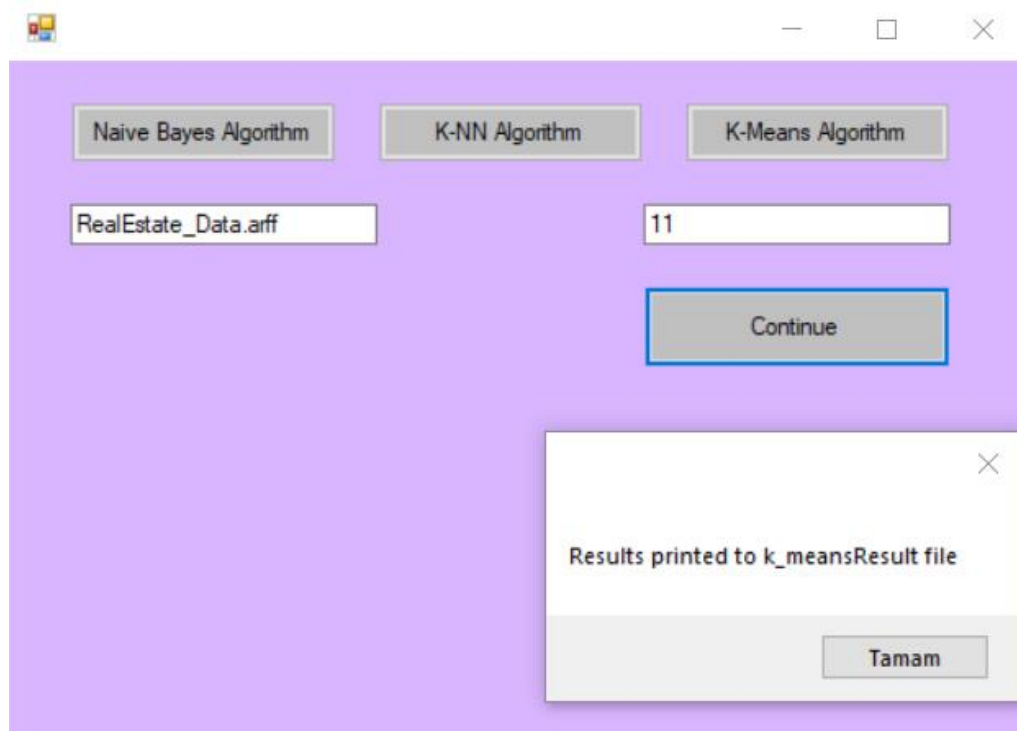 Naive Bayes Algorithm
K-NN Algorithm
K-Means Algorithm
RealEstate_Data.arff
11
Continue
Results printed to k_meansResult file
Tamam